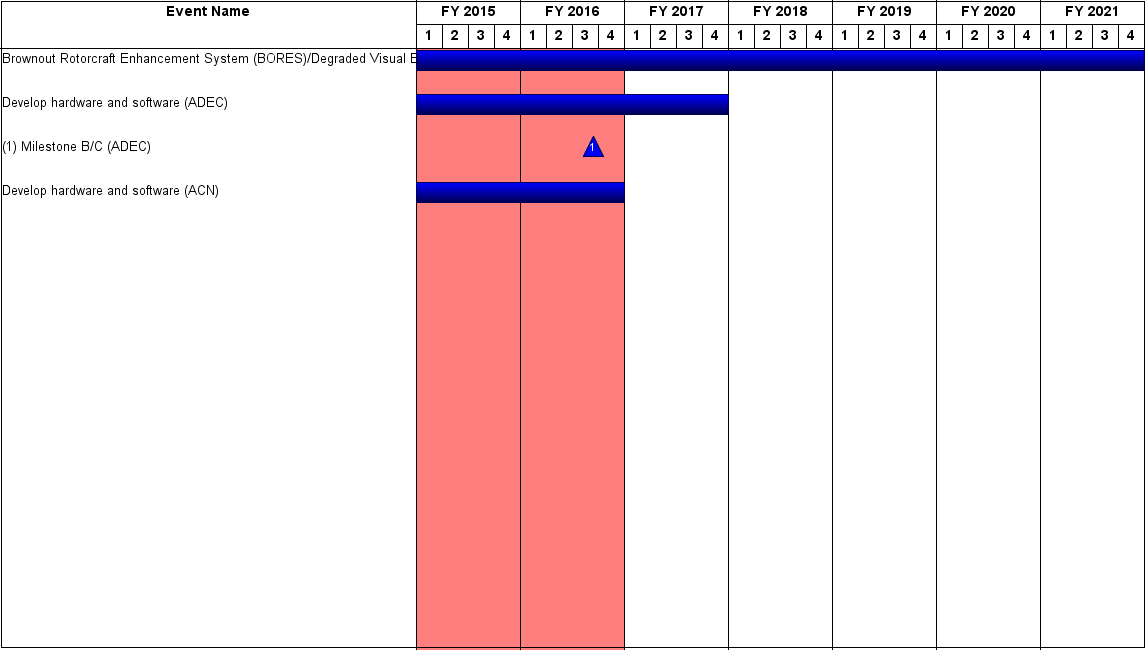 Event Name FY 2015 FY 2016 FY 2017 FY 2018 FY 2019 FY 2020 FY 2021
1 2 3 4 1 2 3 4 1 2 3 4 1 2 3 4 1 2 3 4 1 2 3 4 1 2 3 4
Brownout Rotorcraft Enhancement System (BORES)/Degraded Visual
Develop hardware and software (ADEC)
(1) Milestone B/C (ADEC) 1
Develop hardware and software (ACN)